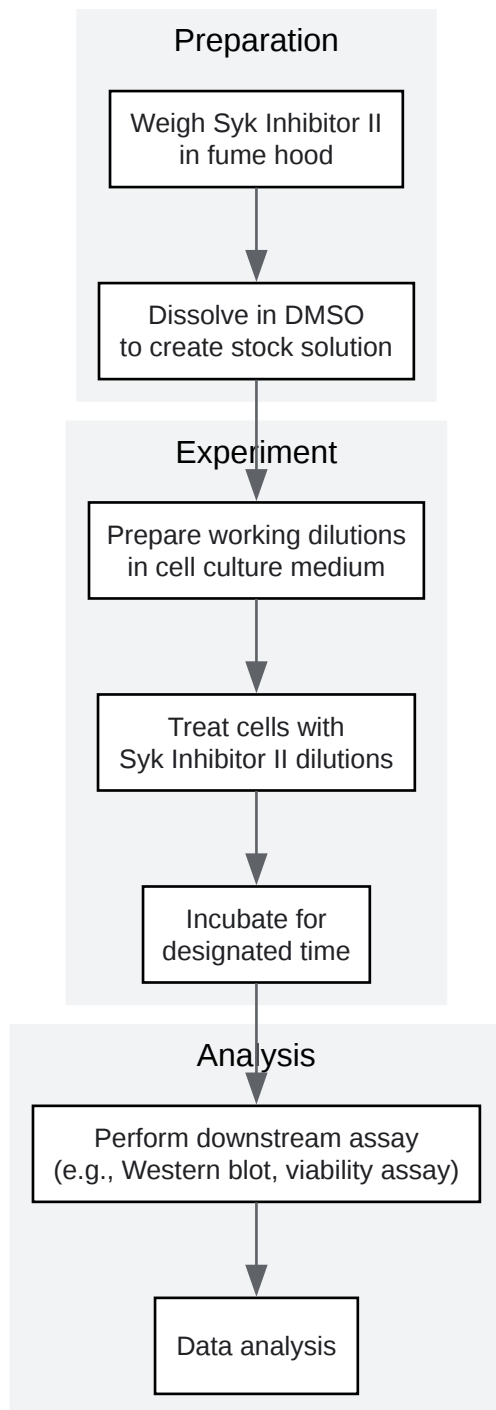 Preparation
Weigh Syk Inhibitor II
in fume hood
Dissolve in DMSO
to create stock solution
Experiment
Prepare working dilutions
in cell culture medium
Treat cells with
Syk Inhibitor II dilutions
Incubate for
designated time
Analysis
Perform downstream assay
(e.g., Western blot, viability assay)
Data analysis